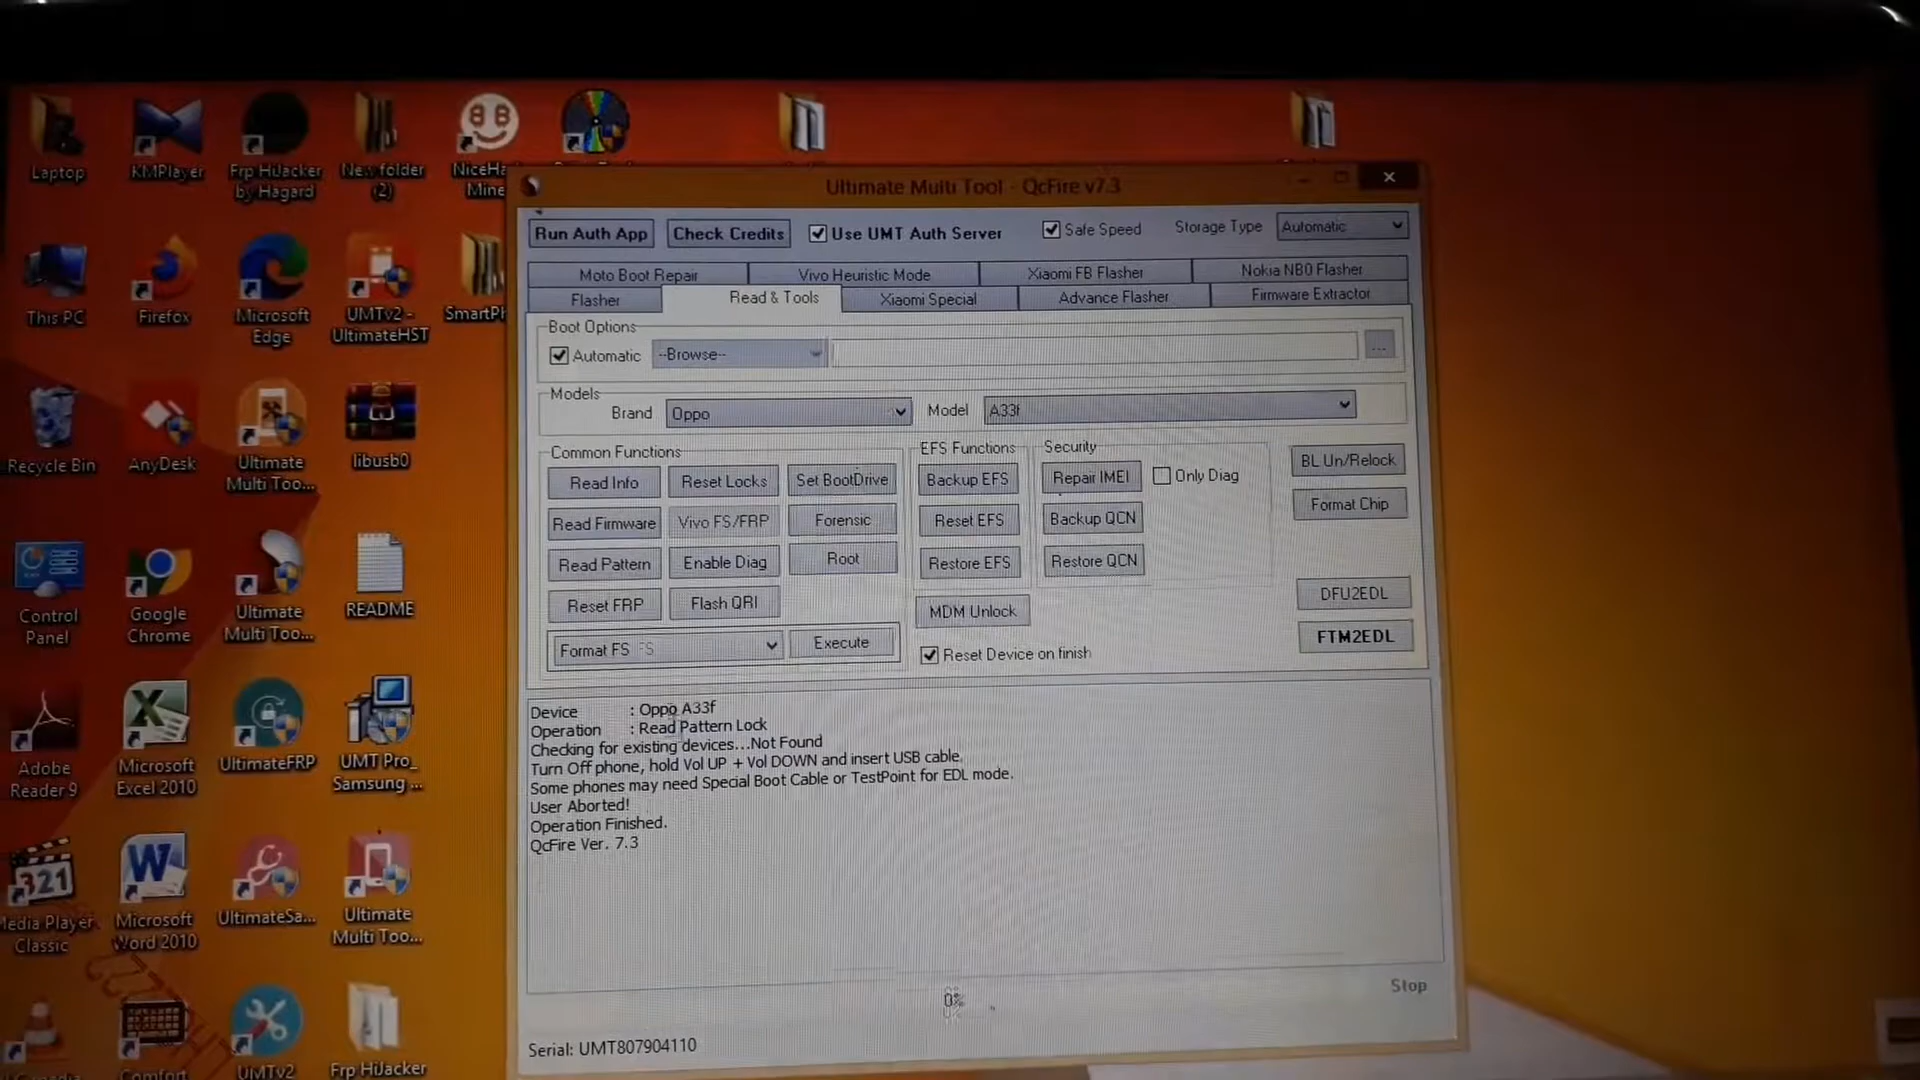 Laptop
KMPlayer
Frp HiJacker
by Hagard
New folder
(2)
NiceHa
Mine
This PC
Firefox
Microsoft
Edge
UMTv2 -
UltimateHST
SmartPh
Recycle Bin
AnyDesk
Ultimate
Multi Too...
libusb0
Control
Panel
Google
Chrome
Ultimate
Multi Too...
README
Adobe
Reader 9
Microsoft
Excel 2010
UltimateFRP
UMT Pro_
Samsung ...
321
Media Player
Classic
Microsoft
Word 2010
UltimateSa...
Ultimate
Multi Too...
Comfort
UMTv2
Frp HiJacker
Ultimate Multi Tool - QcFire v7.3
Run Auth App
Check Credits
Use UMT Auth Server
Safe Speed
Storage Type
Automatic
Moto Boot Repair
Vivo Heuristic Mode
Xiaomi FB Flasher
Nokia NB0 Flasher
Flasher
Read & Tools
Xiaomi Special
Advance Flasher
Firmware Extractor
Boot Options
Automatic
--Browse--
...
Models
Brand
Oppo
Model
A33f
Common Functions
EFS Functions
Security
Read Info
Reset Locks
Set BootDrive
Backup EFS
Repair IMEI
Only Diag
BL Un/Relock
Read Firmware
Vivo FS/FRP
Forensic
Reset EFS
Backup QCN
Format Chip
Read Pattern
Enable Diag
Root
Restore EFS
Restore QCN
Reset FRP
Flash QRI
MDM Unlock
DFU2EDL
Format FS
Execute
Reset Device on finish
FTM2EDL
Device : Oppo A33f
Operation : Read Pattern Lock
Checking for existing devices...Not Found
Turn Off phone, hold Vol UP + Vol DOWN and insert USB cable.
Some phones may need Special Boot Cable or TestPoint for EDL mode.
User Aborted!
Operation Finished.
QcFire Ver. 7.3
0%
Stop
Serial: UMT807904110